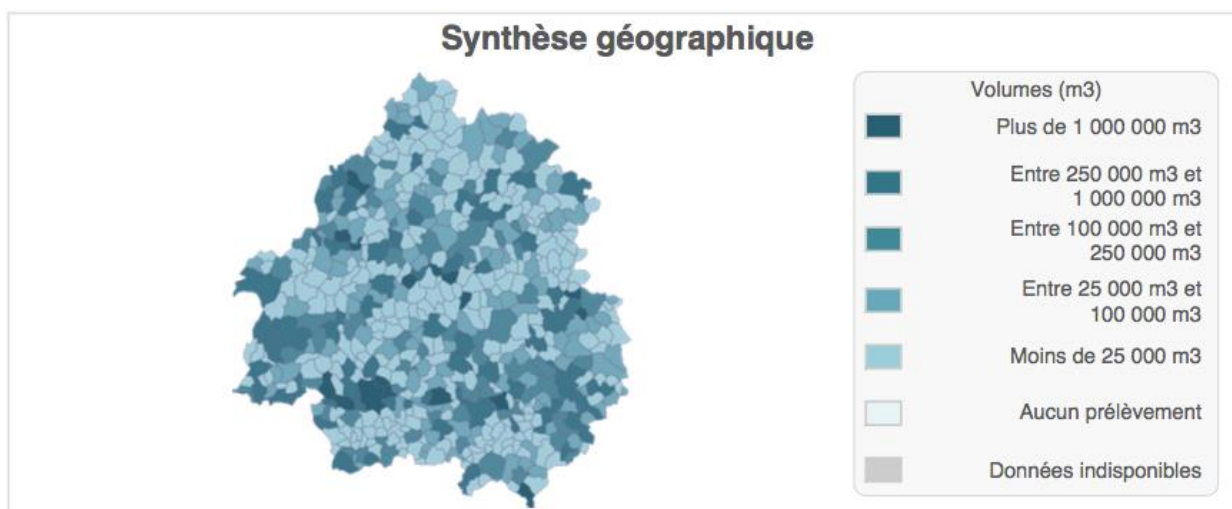 Synthèse géographique
Volumes (m3)
Plus de 1 000 000 m3
Entre 250 000 m3 et
1 000 000 m3
Entre 100 000 m3 et
250 000 m3
Entre 25 000 m3 et
100 000 m3
Moins de 25 000 m3
Aucun prélèvement
Données indisponibles